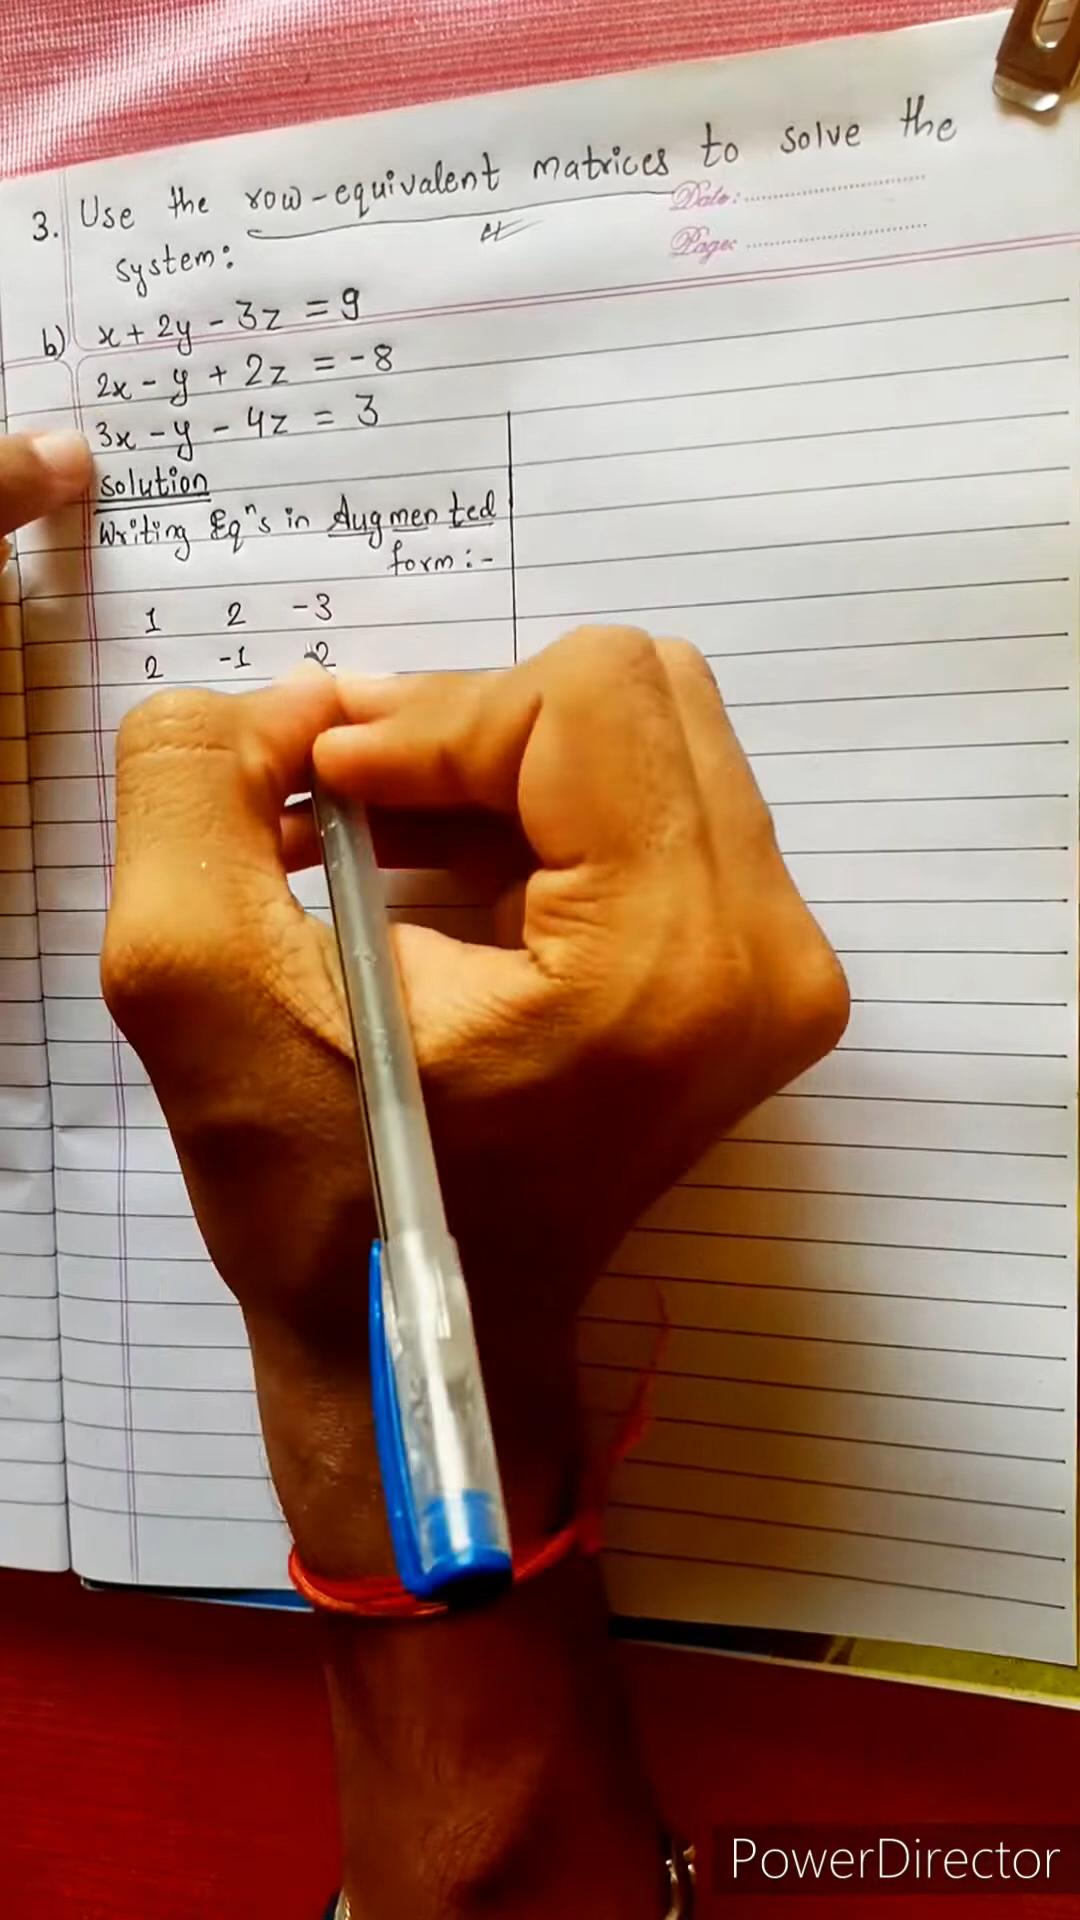 3. Use the row-equivalent matrices to solve the
Date:
system:
Page:
b) x + 2y - 3z = 9
2x - y + 2z = -8
3x - y - 4z = 3
Solution
Writing Eqⁿs in Augmented
form :-
1 2 -3
2 -1 2
PowerDirector